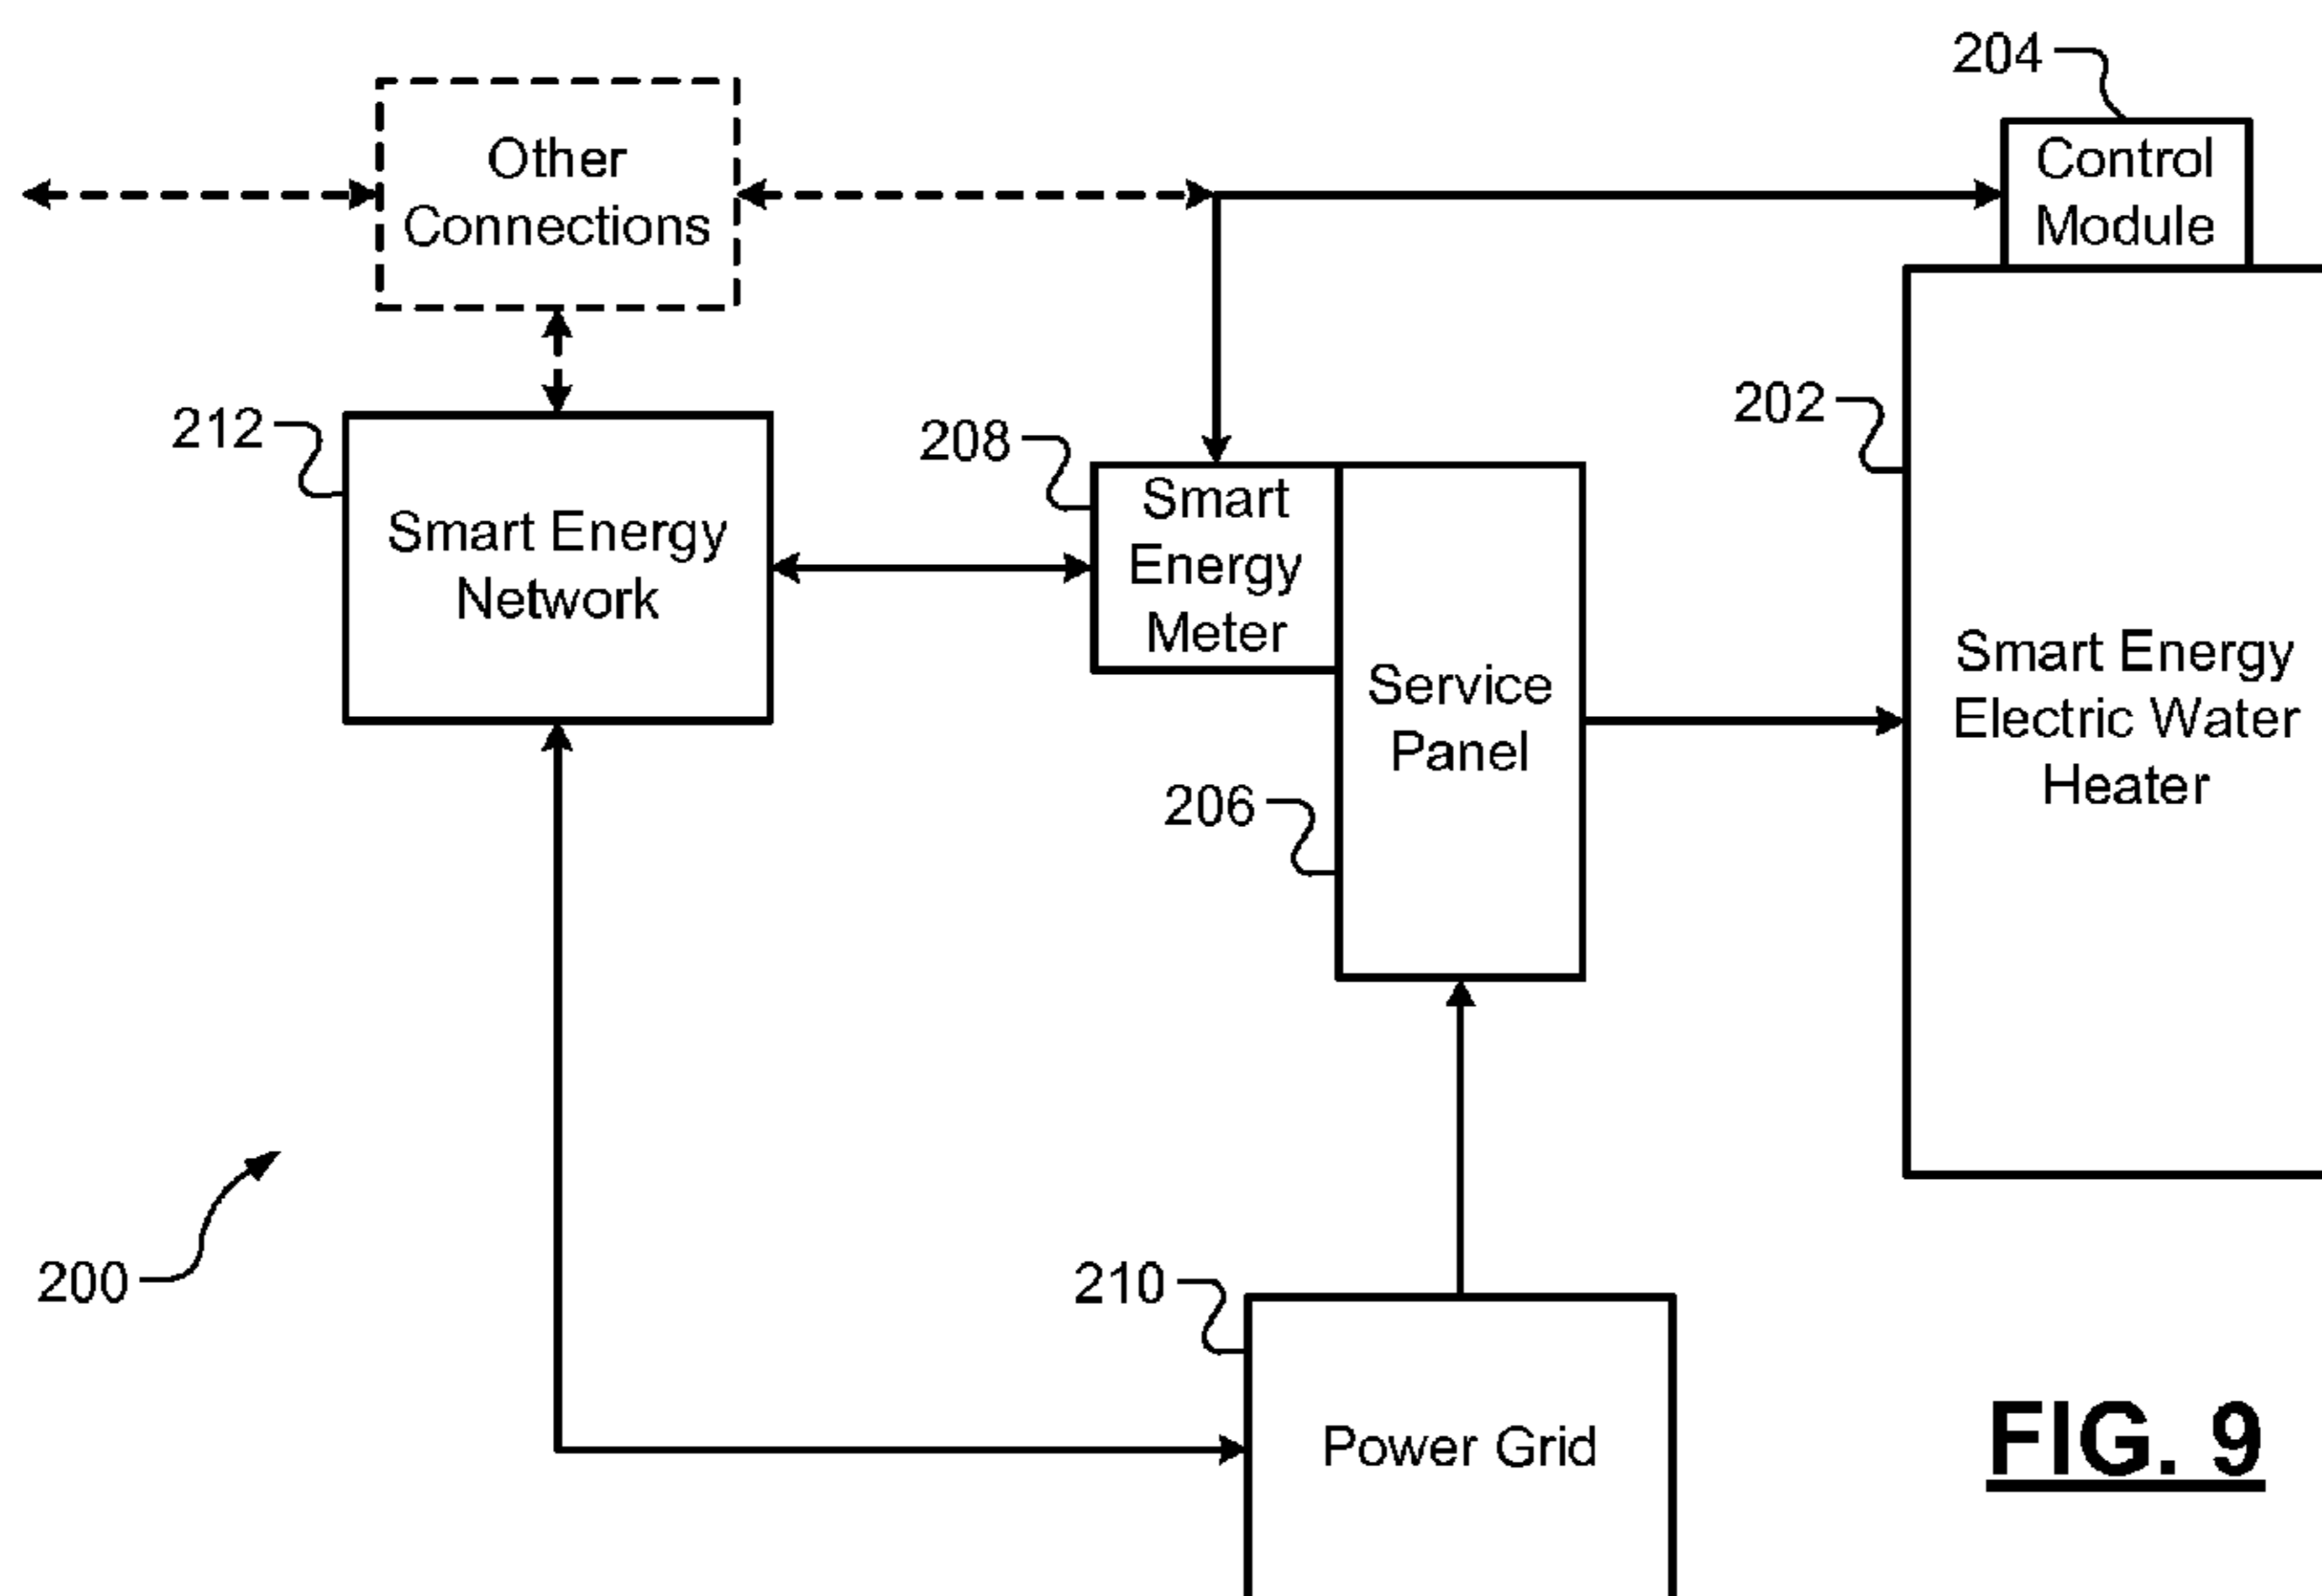 204
Other
Connections
Control
Module
212
208
202
Smart Energy
Network
Smart
Energy
Meter
Service
Panel
206
Smart Energy
Electric Water
Heater
200
210
Power Grid
FIG. 9